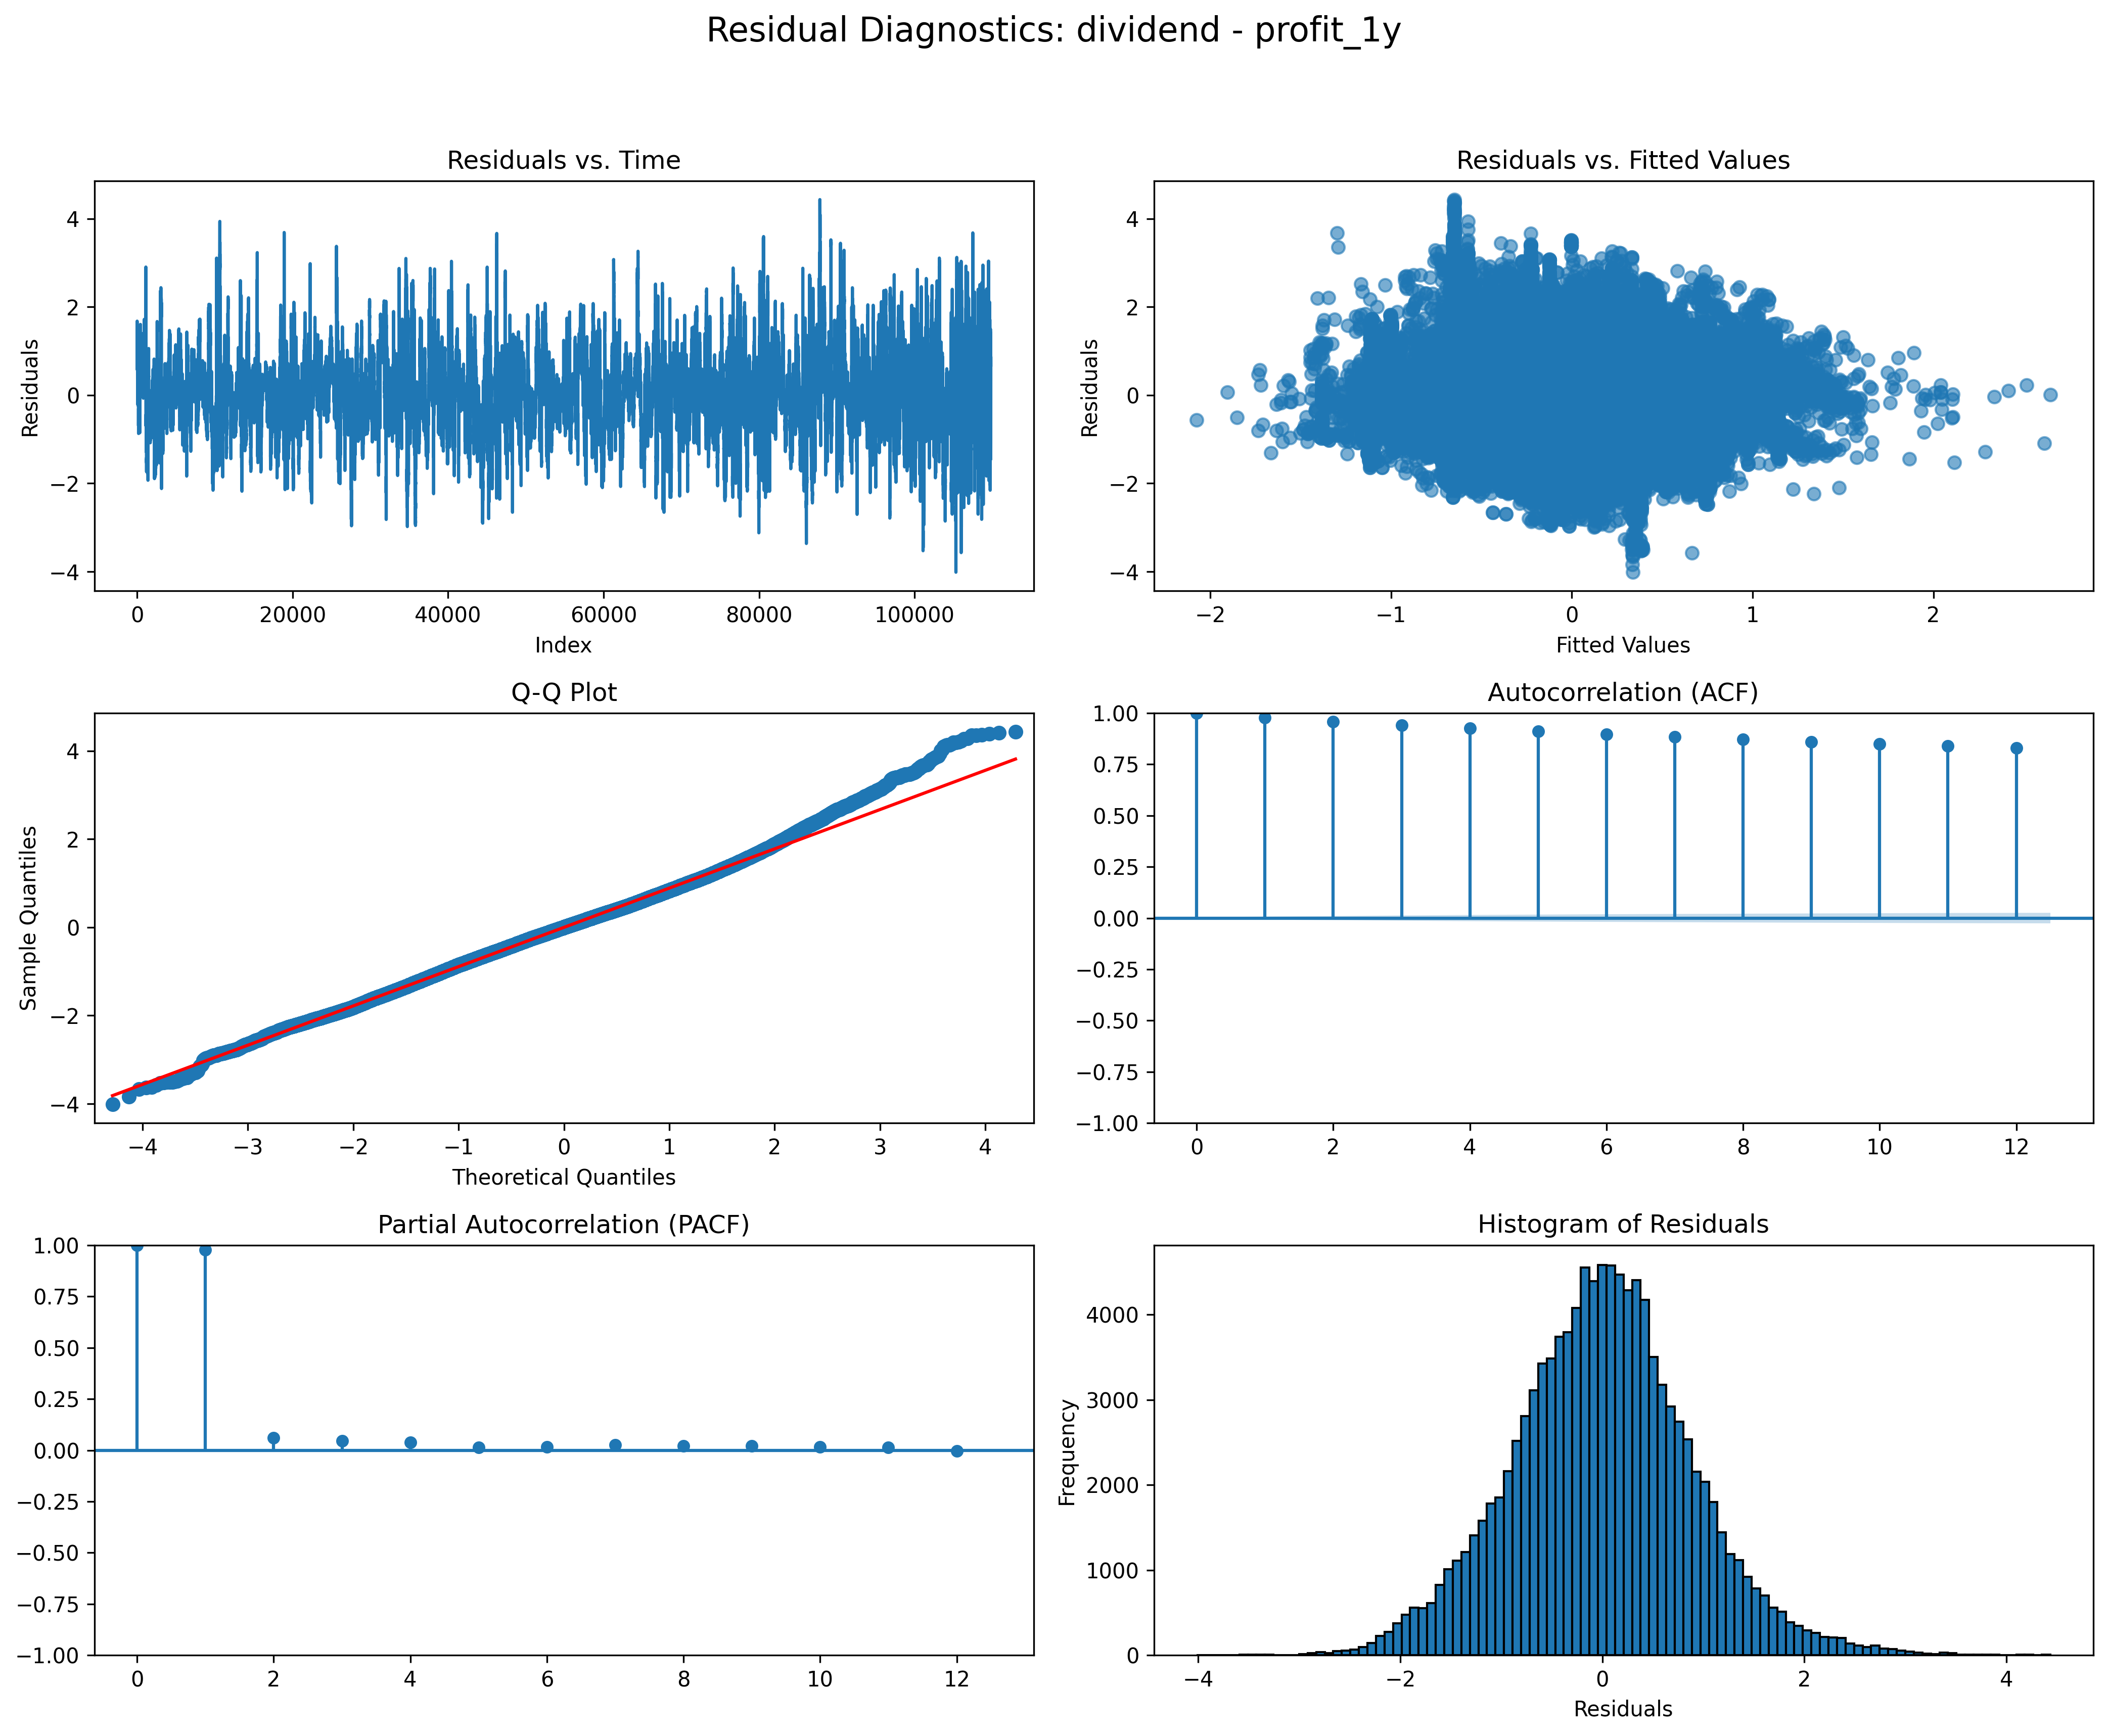 Residual Diagnostics: dividend - profit_1y
Residuals vs. Time
Residuals
4
2
0
−2
−4
0 20000 40000 60000 80000 100000
Index
Residuals vs. Fitted Values
Residuals
4
2
0
−2
−4
−2 −1 0 1 2
Fitted Values
Q-Q Plot
Sample Quantiles
4
2
0
−2
−4
−4 −3 −2 −1 0 1 2 3 4
Theoretical Quantiles
Autocorrelation (ACF)
1.00
0.75
0.50
0.25
0.00
−0.25
−0.50
−0.75
−1.00
0 2 4 6 8 10 12
Partial Autocorrelation (PACF)
1.00
0.75
0.50
0.25
0.00
−0.25
−0.50
−0.75
−1.00
0 2 4 6 8 10 12
Histogram of Residuals
Frequency
4000
3000
2000
1000
0
−4 −2 0 2 4
Residuals